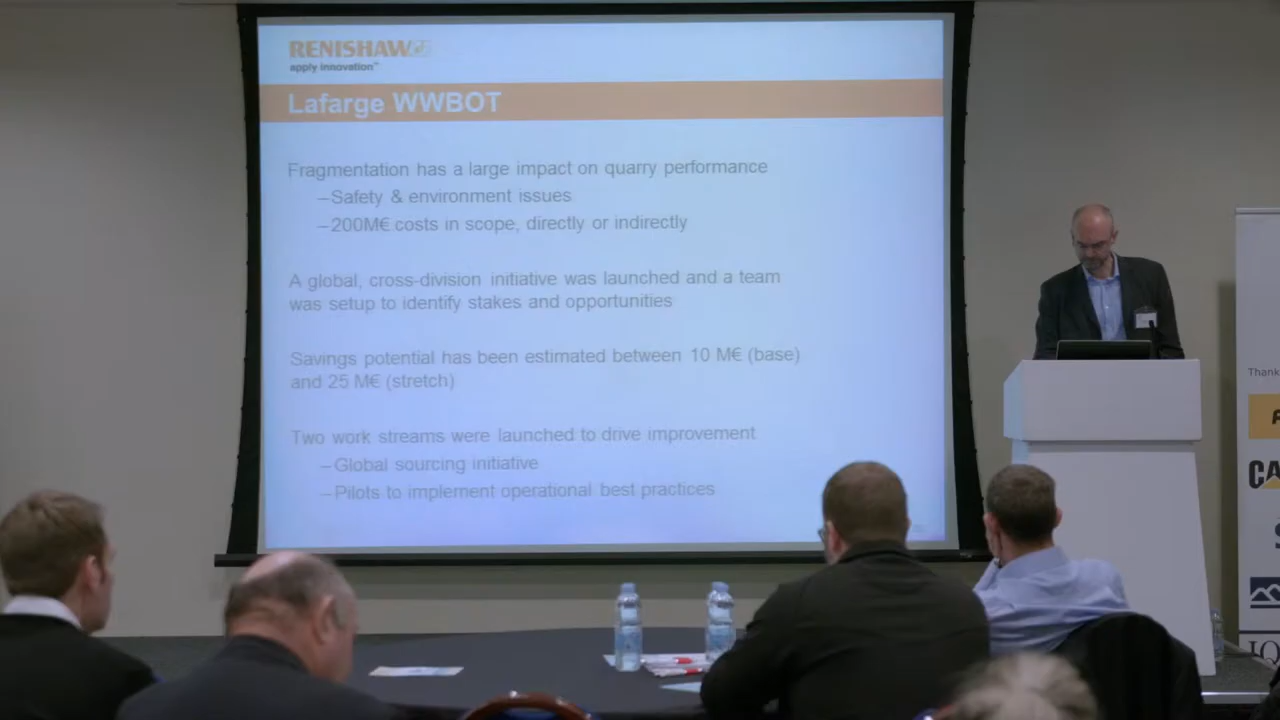 RENISHAW
apply innovation™
Lafarge WWBOT
Fragmentation has a large impact on quarry performance
–Safety & environment issues
–200M€ costs in scope, directly or indirectly
A global, cross-division initiative was launched and a team
was setup to identify stakes and opportunities
Savings potential has been estimated between 10 M€ (base)
and 25 M€ (stretch)
Two work streams were launched to drive improvement
–Global sourcing initiative
–Pilots to implement operational best practices
Thank
CA